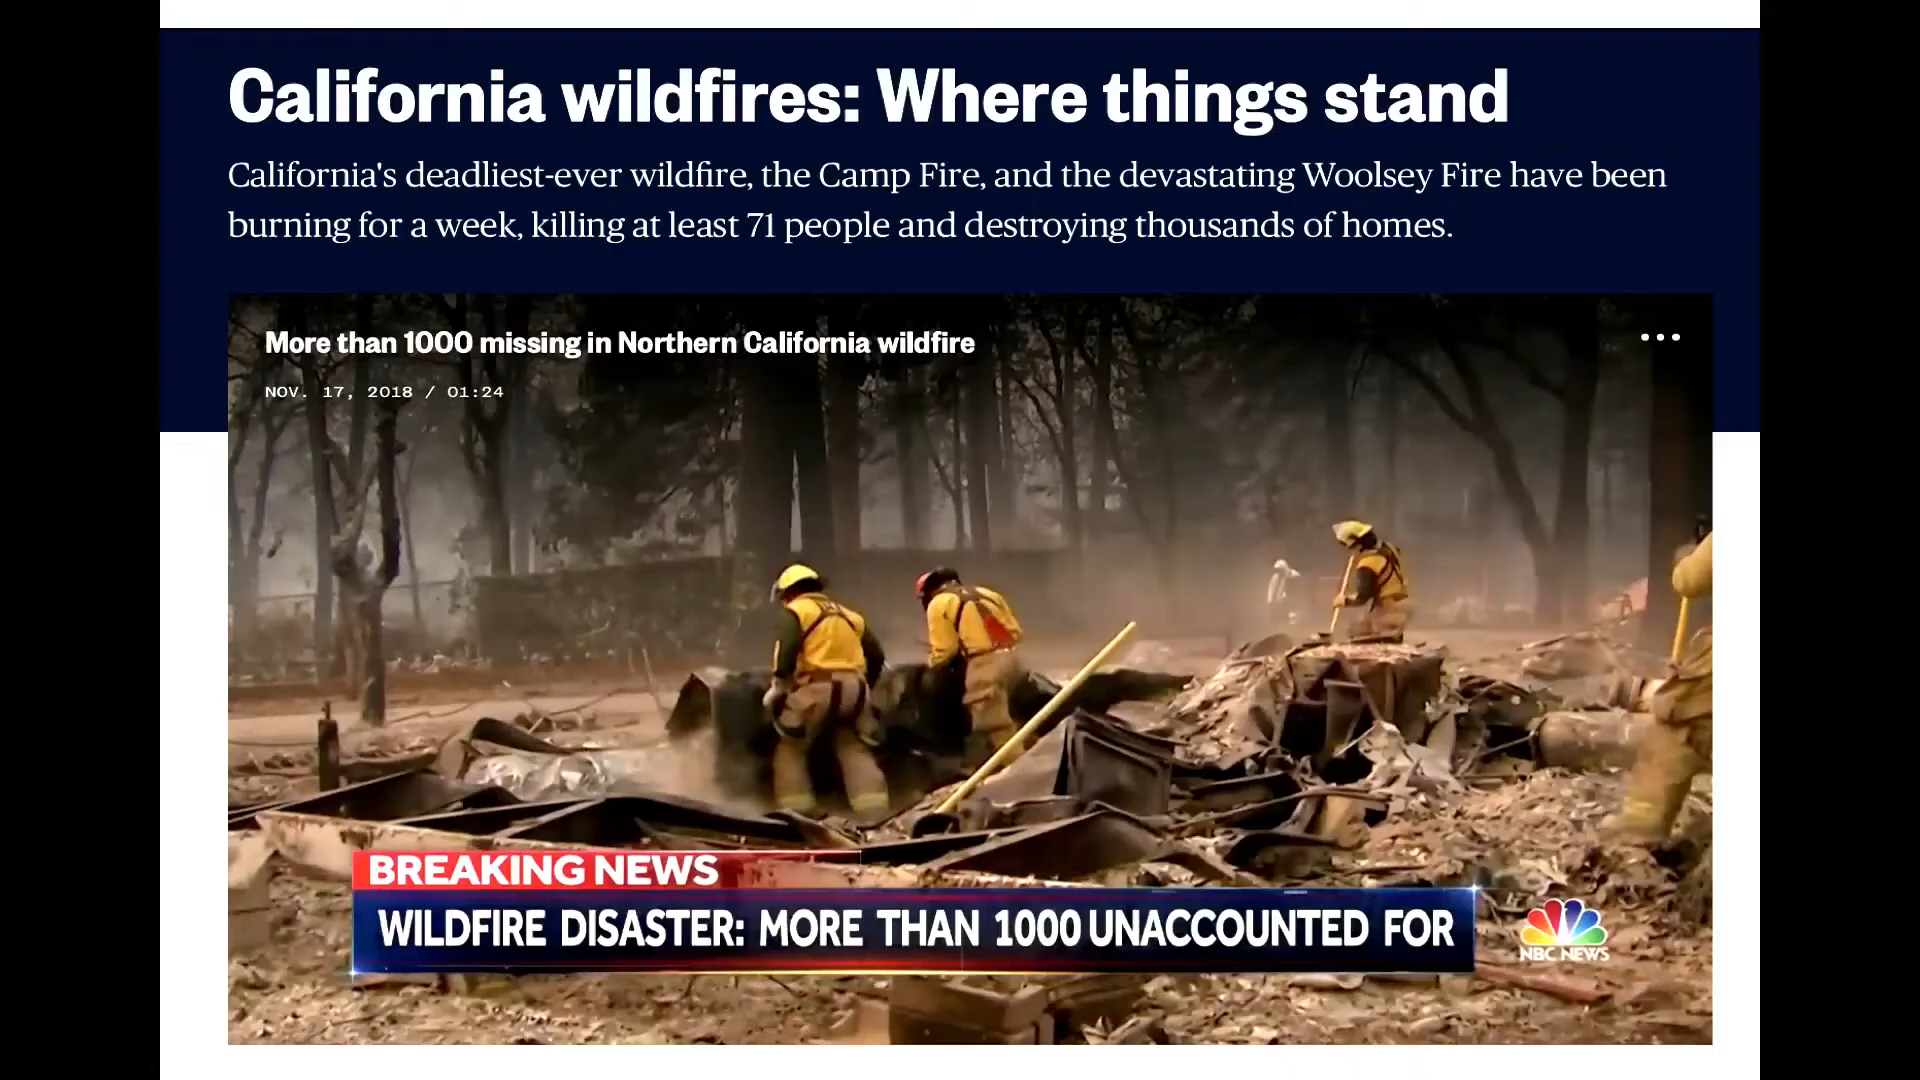 California wildfires: Where things stand
California's deadliest-ever wildfire, the Camp Fire, and the devastating Woolsey Fire have been
burning for a week, killing at least 71 people and destroying thousands of homes.
More than 1000 missing in Northern California wildfire
NOV. 17, 2018 / 01:24
BREAKING NEWS
WILDFIRE DISASTER: MORE THAN 1000 UNACCOUNTED FOR
NBC NEWS